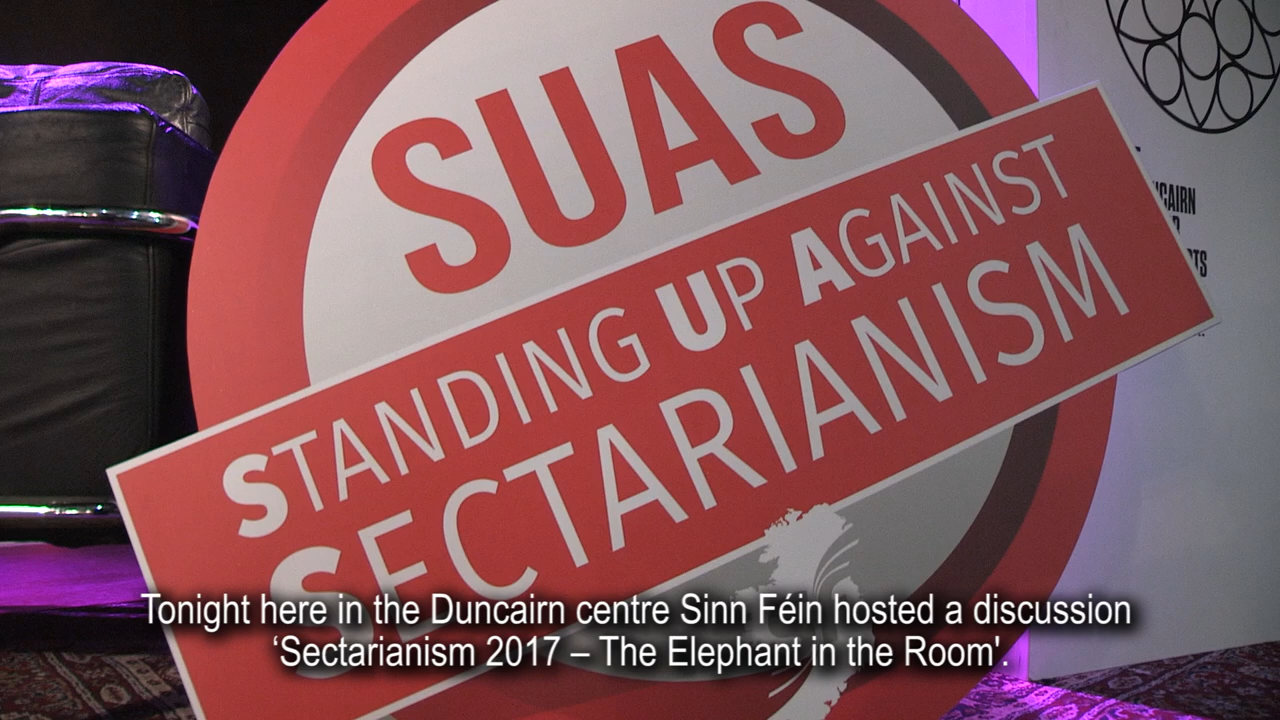 SUAS
STANDING UP AGAINST
SECTARIANISM
Tonight here in the Duncairn centre Sinn Féin hosted a discussion
‘Sectarianism 2017 – The Elephant in the Room'.